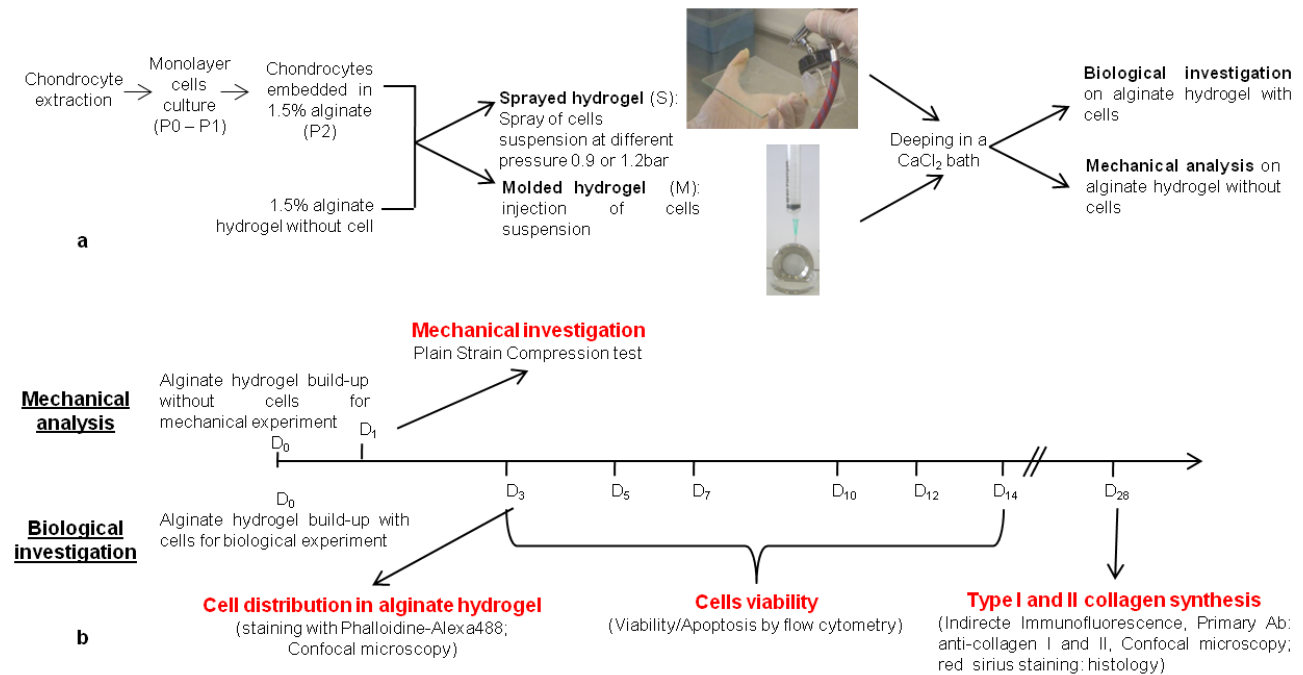 a
Chondrocyte
extraction
Monolayer
cells
culture
(P0 – P1)
Chondrocytes
embedded in
1.5% alginate
(P2)
1.5% alginate
hydrogel without cell
Sprayed hydrogel (S):
Spray of cells
suspension at different
pressure 0.9 or 1.2bar
Molded hydrogel (M):
injection of cells
suspension
Deeping in a
CaCl₂ bath
Biological investigation
on alginate hydrogel with
cells
Mechanical analysis on
alginate hydrogel without
cells
Mechanical investigation
Plain Strain Compression test
Mechanical
analysis
Alginate hydrogel build-up
without cells for
mechanical experiment
D₀
D₁
D₀
D₃
D₅
D₇
D₁₀
D₁₂
D₁₄
D₂₈
Biological
investigation
Alginate hydrogel build-up with
cells for biological experiment
Cell distribution in alginate hydrogel
(staining with Phalloidine-Alexa488;
Confocal microscopy)
Cells viability
(Viability/Apoptosis by flow cytometry)
Type I and II collagen synthesis
(Indirecte Immunofluorescence, Primary Ab:
anti-collagen I and II, Confocal microscopy;
red sirius staining: histology)
b